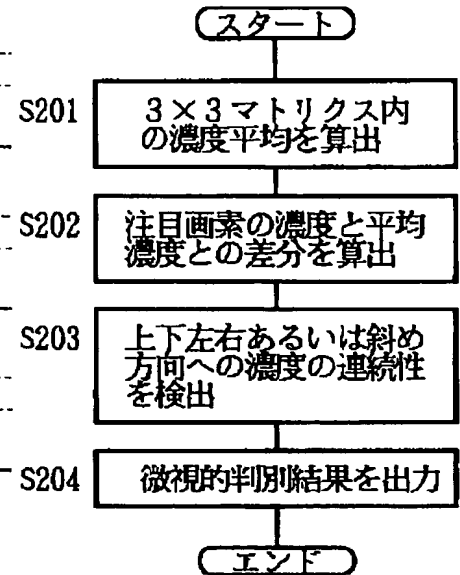 スタート
S201
3×3マトリクス内
の濃度平均を算出
S202
注目画素の濃度と平均
濃度との差分を算出
S203
上下左右あるいは斜め
方向への濃度の連続性
を検出
S204
微視的判別結果を出力
エンド